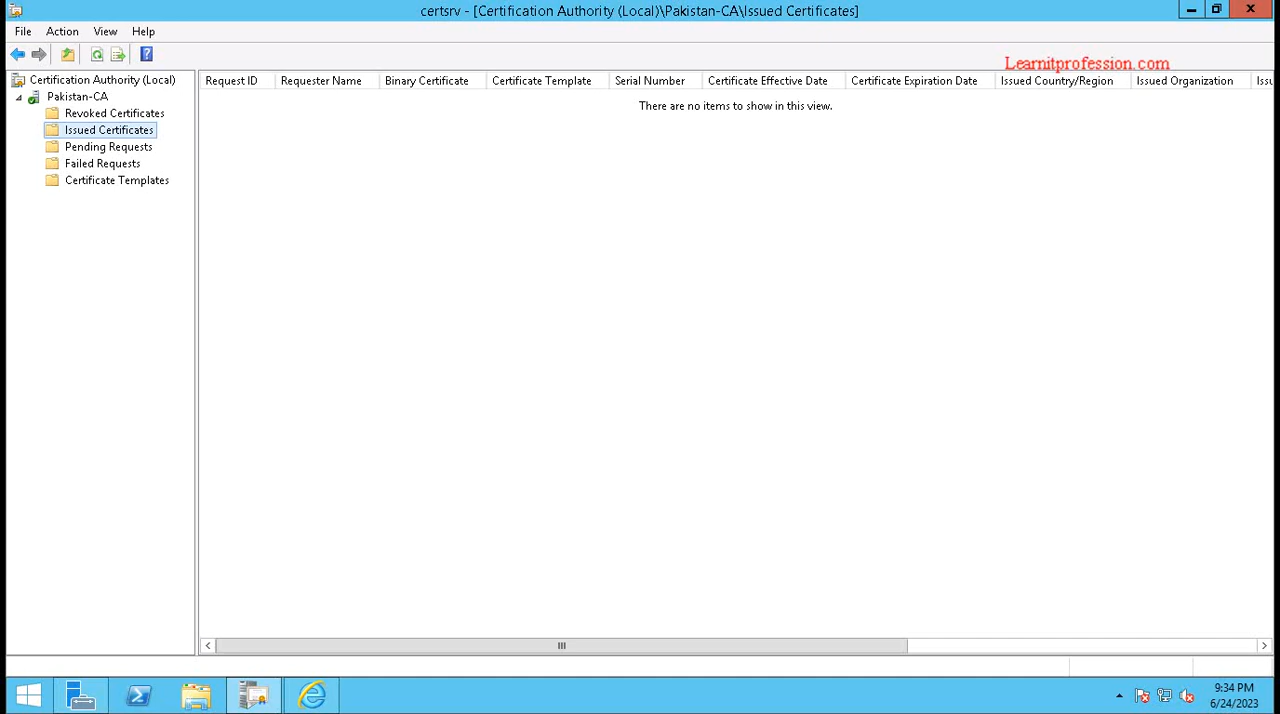 certsrv - [Certification Authority (Local)\Pakistan-CA\Issued Certificates]
File Action View Help
Learnitprofession.com
Certification Authority (Local)
Pakistan-CA
Revoked Certificates
Issued Certificates
Pending Requests
Failed Requests
Certificate Templates
Request ID Requester Name Binary Certificate Certificate Template Serial Number Certificate Effective Date Certificate Expiration Date Issued Country/Region Issued Organization Issu
There are no items to show in this view.
9:34 PM
6/24/2023